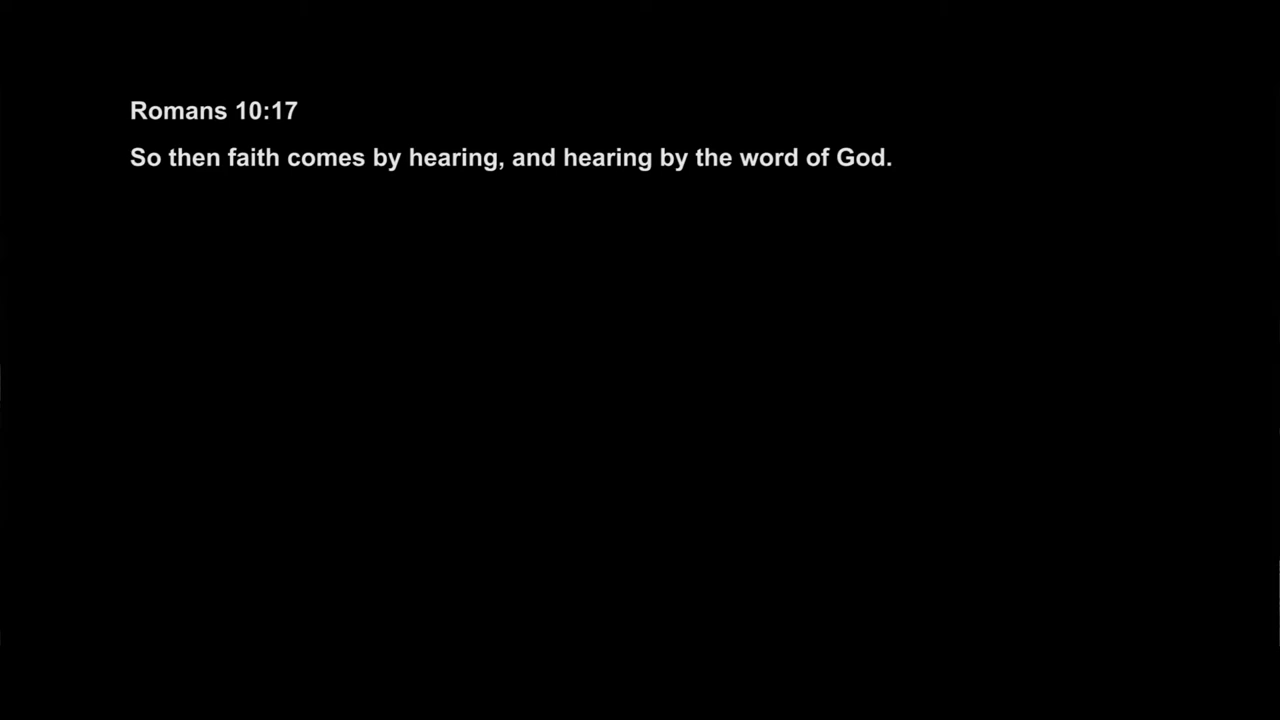 Romans 10:17
So then faith comes by hearing, and hearing by the word of God.